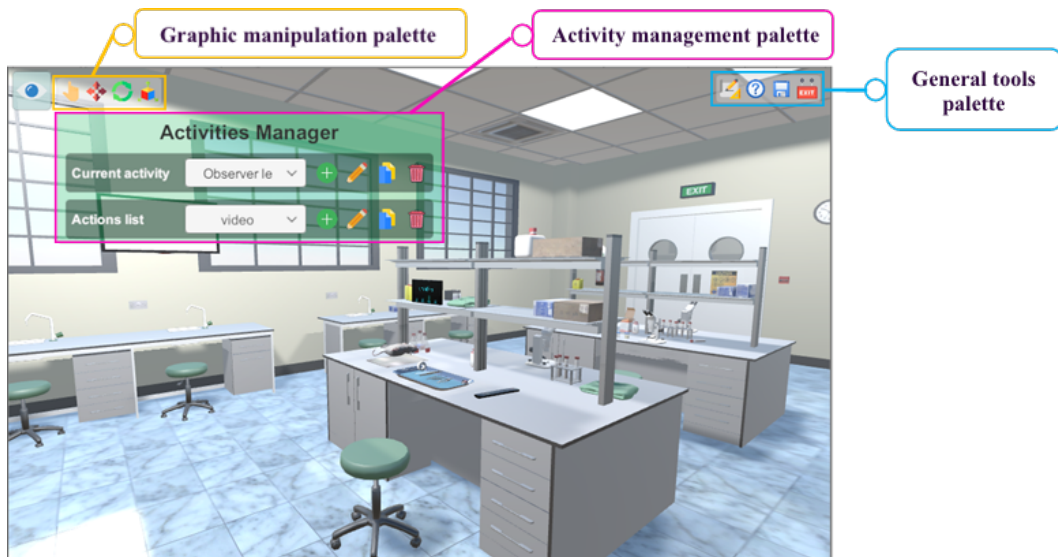 Graphic manipulation palette
Activity management palette
General tools
palette
EXIT
Activities Manager
Current activity
Observer le
Actions list
video
EXIT